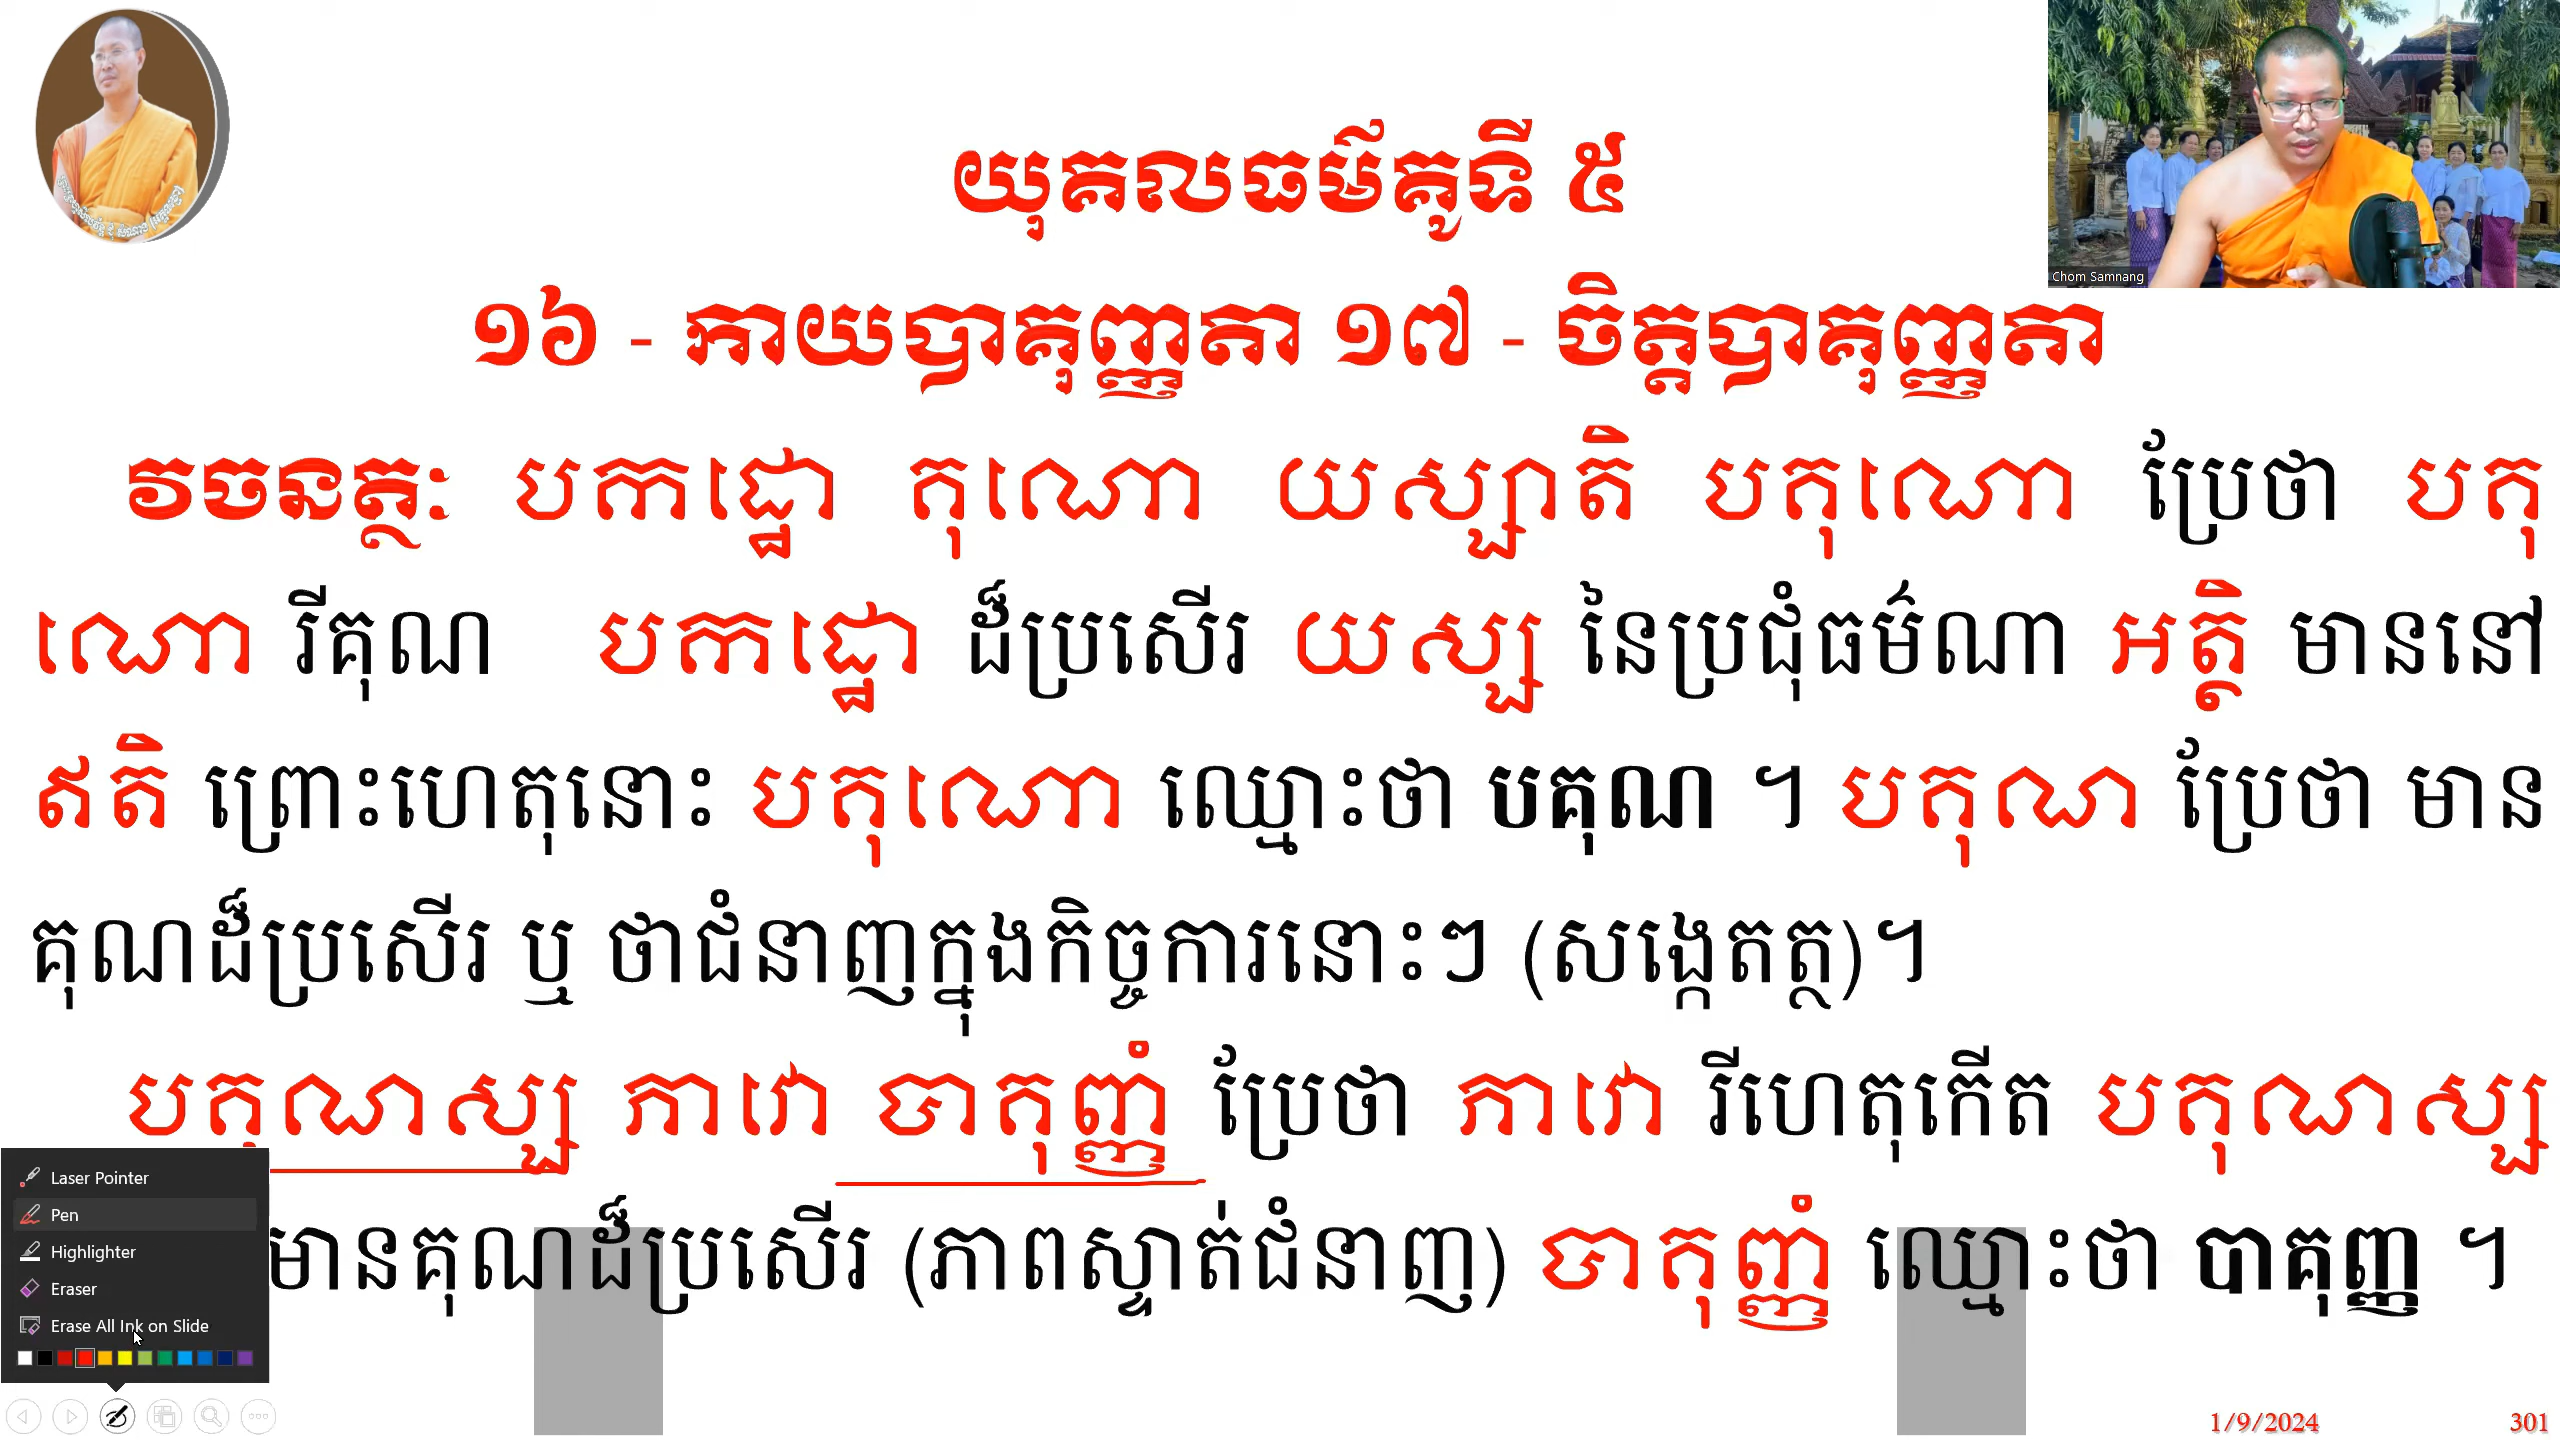 យុគលធម៌គូទី ៥
១៦ - កាយបាគុញ្ញតា ១៧ - ចិត្តបាគុញ្ញតា
វចនត្ថៈ បកដ្ឋោ គុណោ យស្សាតិ បគុណោ ប្រែថា បគុ
ណោ រីគុណ បកដ្ឋោ ដ៏ប្រសើរ យស្ស នៃប្រជុំធម៌ណា អត្ថិ មាននៅ
ឥតិ ព្រោះហេតុនោះ បគុណោ ឈ្មោះថា បគុណ ។ បគុណ ប្រែថា មាន
គុណដ៏ប្រសើរ ឬ ថាជំនាញក្នុងកិច្ចការនោះៗ (សង្កេតត្ថ)។
បគុណស្ស ភាវោ បាគុញ្ញំ ប្រែថា ភាវោ រីហេតុកើត បគុណស្ស
មានគុណដ៏ប្រសើរ (ភាពស្ទាត់ជំនាញ) បាគុញ្ញំ ឈ្មោះថា បាគុញ្ញ ។
Chom Samnang
Laser Pointer
Pen
Highlighter
Eraser
Erase All Ink on Slide
1/9/2024 301